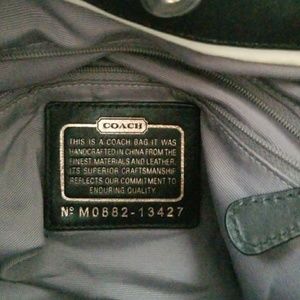 COACH
THIS IS A COACH BAG. IT WAS
HANDCRAFTED IN CHINA FROM THE
FINEST MATERIALS AND LEATHER.
ITS SUPERIOR CRAFTSMANSHIP
REFLECTS OUR COMMITMENT TO
ENDURING QUALITY.
Nº M0882-13427